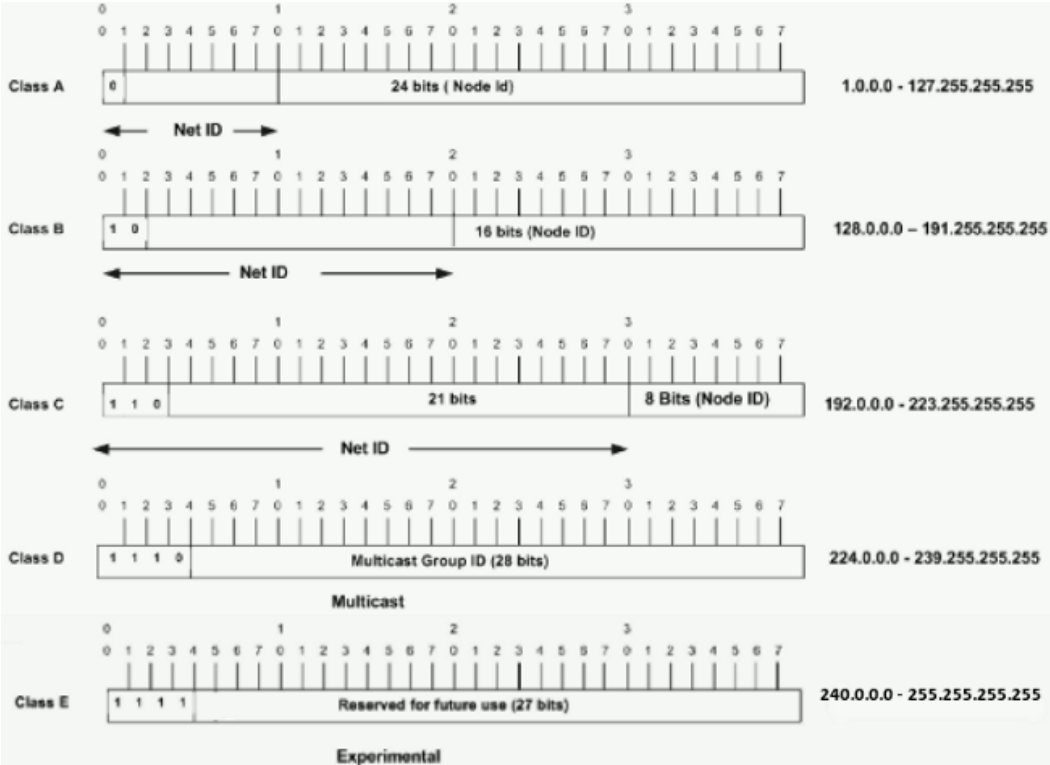 0 1 2 3
0 1 2 3 4 5 6 7 0 1 2 3 4 5 6 7 0 1 2 3 4 5 6 7 0 1 2 3 4 5 6 7
Class A 0 24 bits ( Node Id) 1.0.0.0 - 127.255.255.255
Net ID
0 1 2 3
0 1 2 3 4 5 6 7 0 1 2 3 4 5 6 7 0 1 2 3 4 5 6 7 0 1 2 3 4 5 6 7
Class B 1 0 16 bits (Node ID) 128.0.0.0 – 191.255.255.255
Net ID
0 1 2 3
0 1 2 3 4 5 6 7 0 1 2 3 4 5 6 7 0 1 2 3 4 5 6 7 0 1 2 3 4 5 6 7
Class C 1 1 0 21 bits 8 Bits (Node ID) 192.0.0.0 - 223.255.255.255
Net ID
0 1 2 3
0 1 2 3 4 5 6 7 0 1 2 3 4 5 6 7 0 1 2 3 4 5 6 7 0 1 2 3 4 5 6 7
Class D 1 1 1 0 Multicast Group ID (28 bits) 224.0.0.0 - 239.255.255.255
Multicast
0 1 2 3
0 1 2 3 4 5 6 7 0 1 2 3 4 5 6 7 0 1 2 3 4 5 6 7 0 1 2 3 4 5 6 7
Class E 1 1 1 1 Reserved for future use (27 bits) 240.0.0.0 - 255.255.255.255
Experimental